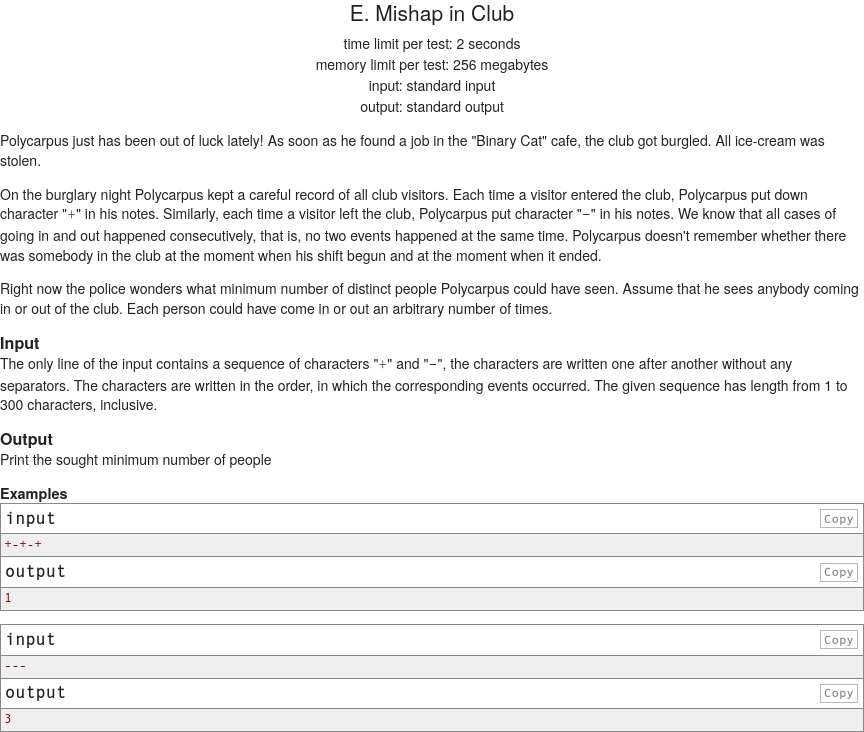 E. Mishap in Club
time limit per test: 2 seconds
memory limit per test: 256 megabytes
input: standard input
output: standard output
Polycarpus just has been out of luck lately! As soon as he found a job in the "Binary Cat" cafe, the club got burgled. All ice-cream was
stolen.
On the burglary night Polycarpus kept a careful record of all club visitors. Each time a visitor entered the club, Polycarpus put down
character "+" in his notes. Similarly, each time a visitor left the club, Polycarpus put character "−" in his notes. We know that all cases of
going in and out happened consecutively, that is, no two events happened at the same time. Polycarpus doesn't remember whether there
was somebody in the club at the moment when his shift begun and at the moment when it ended.
Right now the police wonders what minimum number of distinct people Polycarpus could have seen. Assume that he sees anybody coming
in or out of the club. Each person could have come in or out an arbitrary number of times.
Input
The only line of the input contains a sequence of characters "+" and "−", the characters are written one after another without any
separators. The characters are written in the order, in which the corresponding events occurred. The given sequence has length from 1 to
300 characters, inclusive.
Output
Print the sought minimum number of people
Examples
input Copy
+-+-+
output Copy
1
input Copy
---
output Copy
3